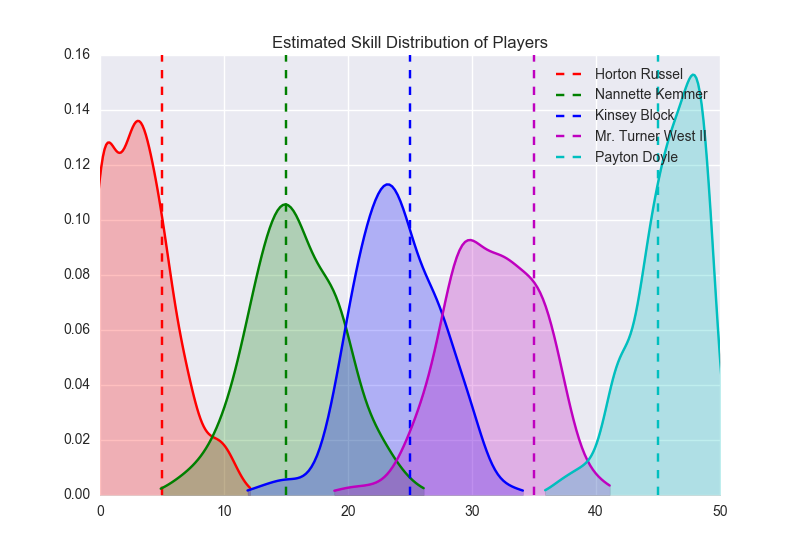 Estimated Skill Distribution of Players
0.16
0.14
0.12
0.10
0.08
0.06
0.04
0.02
0.00
Horton Russel
Nannette Kemmer
Kinsey Block
Mr. Turner West II
Payton Doyle
0 10 20 30 40 50